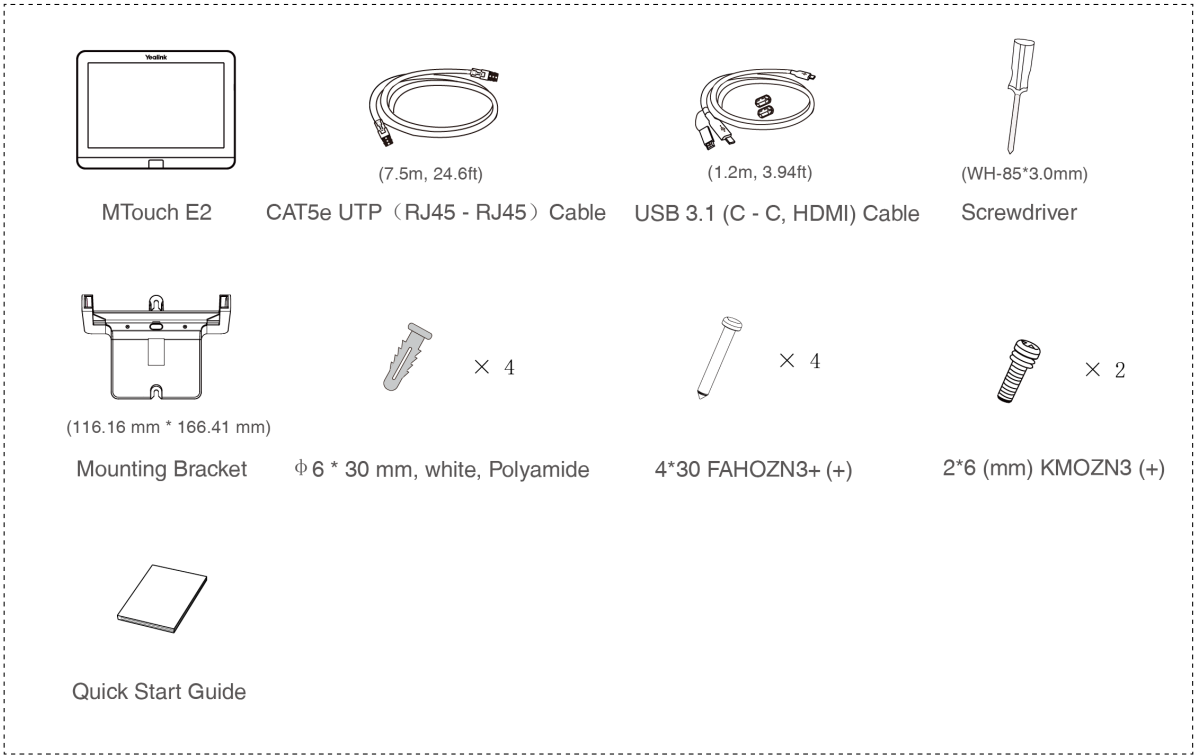 Yealink
(7.5m, 24.6ft)
(1.2m, 3.94ft)
(WH-85*3.0mm)
MTouch E2
CAT5e UTP（RJ45 - RJ45）Cable
USB 3.1 (C - C, HDMI) Cable
Screwdriver
× 4
× 4
× 2
(116.16 mm * 166.41 mm)
Mounting Bracket
ф6 * 30 mm, white, Polyamide
4*30 FAHOZN3+ (+)
2*6 (mm) KMOZN3 (+)
Quick Start Guide